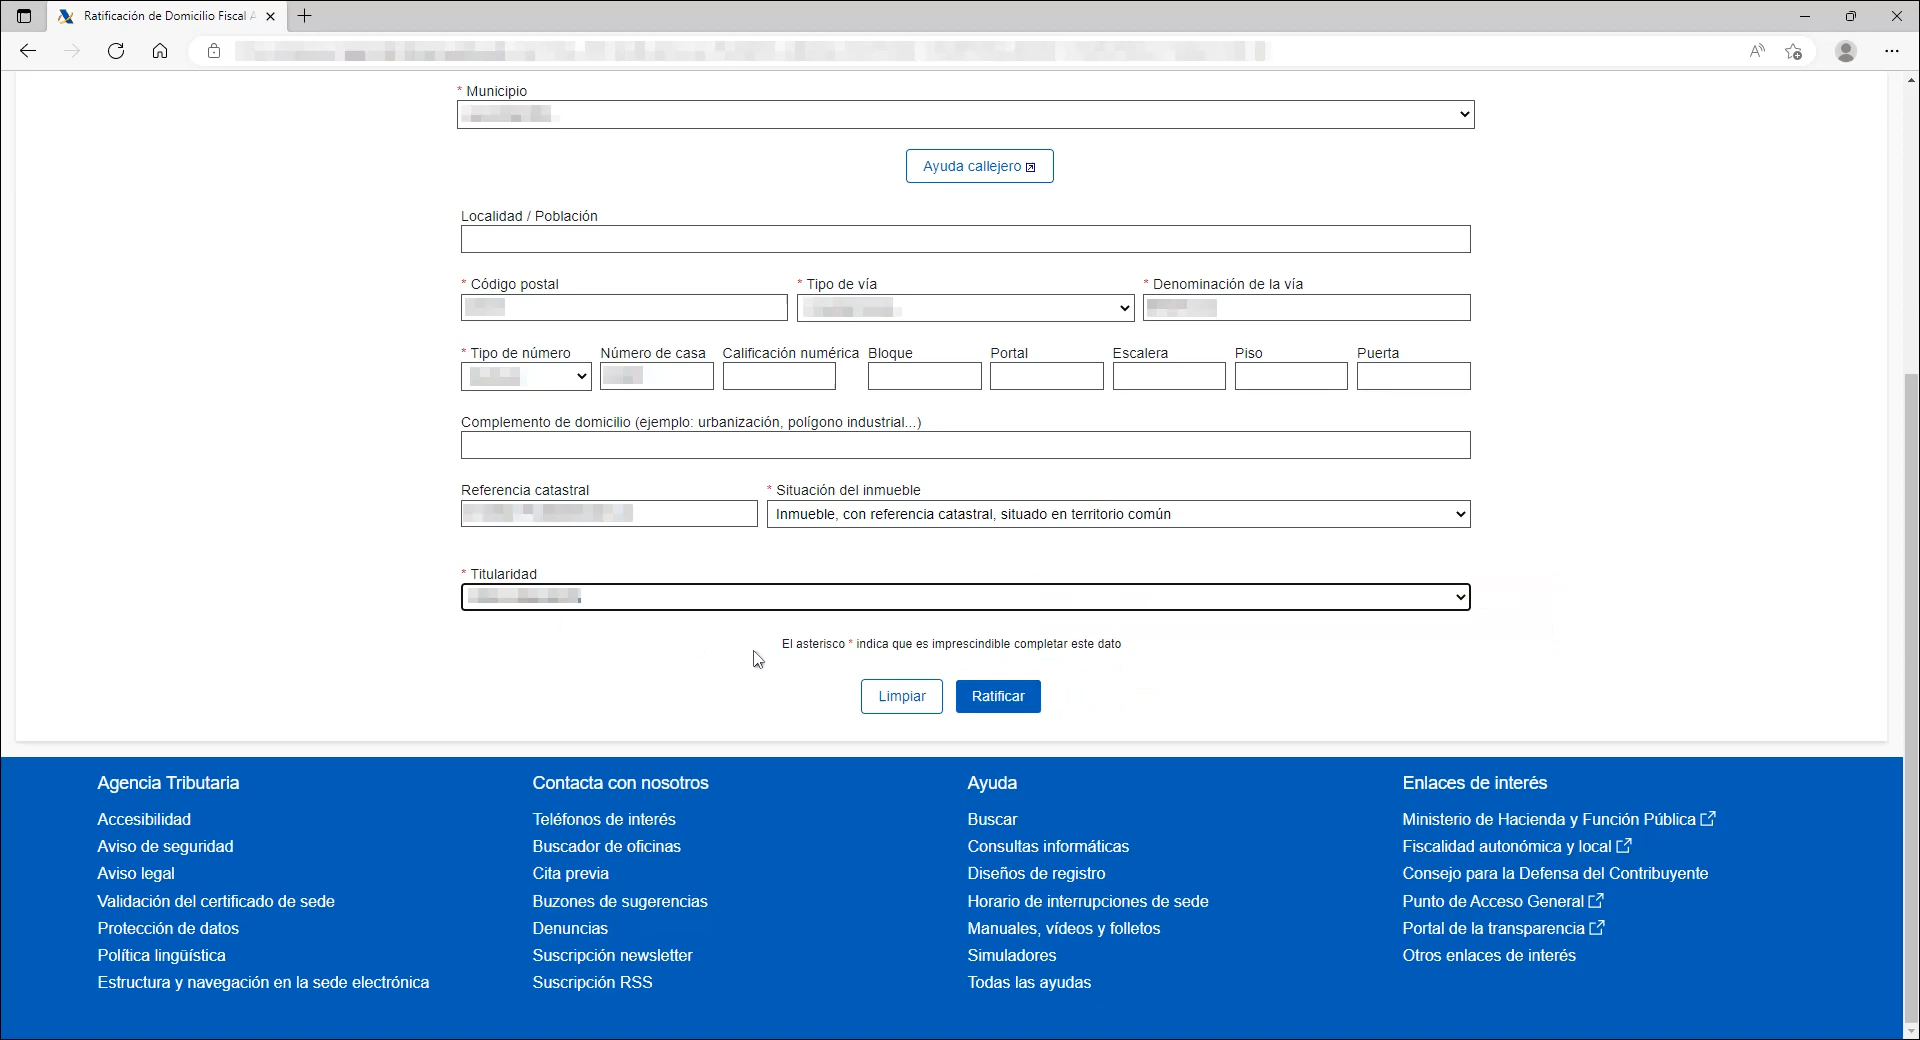 Ratificación de Domicilio Fiscal
* Municipio
Ayuda callejero
Localidad / Población
* Código postal * Tipo de vía * Denominación de la vía
* Tipo de número Número de casa Calificación numérica Bloque Portal Escalera Piso Puerta
Complemento de domicilio (ejemplo: urbanización, polígono industrial...)
Referencia catastral * Situación del inmueble
Inmueble, con referencia catastral, situado en territorio común
* Titularidad
El asterisco * indica que es imprescindible completar este dato
Limpiar Ratificar
Agencia Tributaria
Accesibilidad
Aviso de seguridad
Aviso legal
Validación del certificado de sede
Protección de datos
Política lingüística
Estructura y navegación en la sede electrónica
Contacta con nosotros
Teléfonos de interés
Buscador de oficinas
Cita previa
Buzones de sugerencias
Denuncias
Suscripción newsletter
Suscripción RSS
Ayuda
Buscar
Consultas informáticas
Diseños de registro
Horario de interrupciones de sede
Manuales, vídeos y folletos
Simuladores
Todas las ayudas
Enlaces de interés
Ministerio de Hacienda y Función Pública
Fiscalidad autonómica y local
Consejo para la Defensa del Contribuyente
Punto de Acceso General
Portal de la transparencia
Otros enlaces de interés